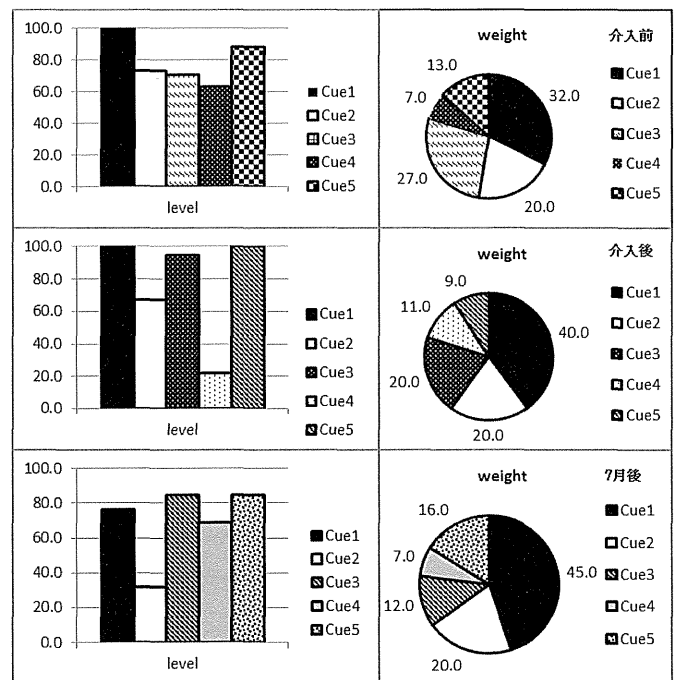 100.0
80.0
60.0
40.0
20.0
0.0
level
Cue1
Cue2
Cue3
Cue4
Cue5
weight
介入前
13.0
7.0
32.0
27.0
20.0
Cue1
Cue2
Cue3
Cue4
Cue5
100.0
80.0
60.0
40.0
20.0
0.0
level
Cue1
Cue2
Cue3
Cue4
Cue5
weight
介入後
9.0
11.0
40.0
20.0
20.0
Cue1
Cue2
Cue3
Cue4
Cue5
100.0
80.0
60.0
40.0
20.0
0.0
level
Cue1
Cue2
Cue3
Cue4
Cue5
weight
7月後
16.0
7.0
45.0
12.0
20.0
Cue1
Cue2
Cue3
Cue4
Cue5